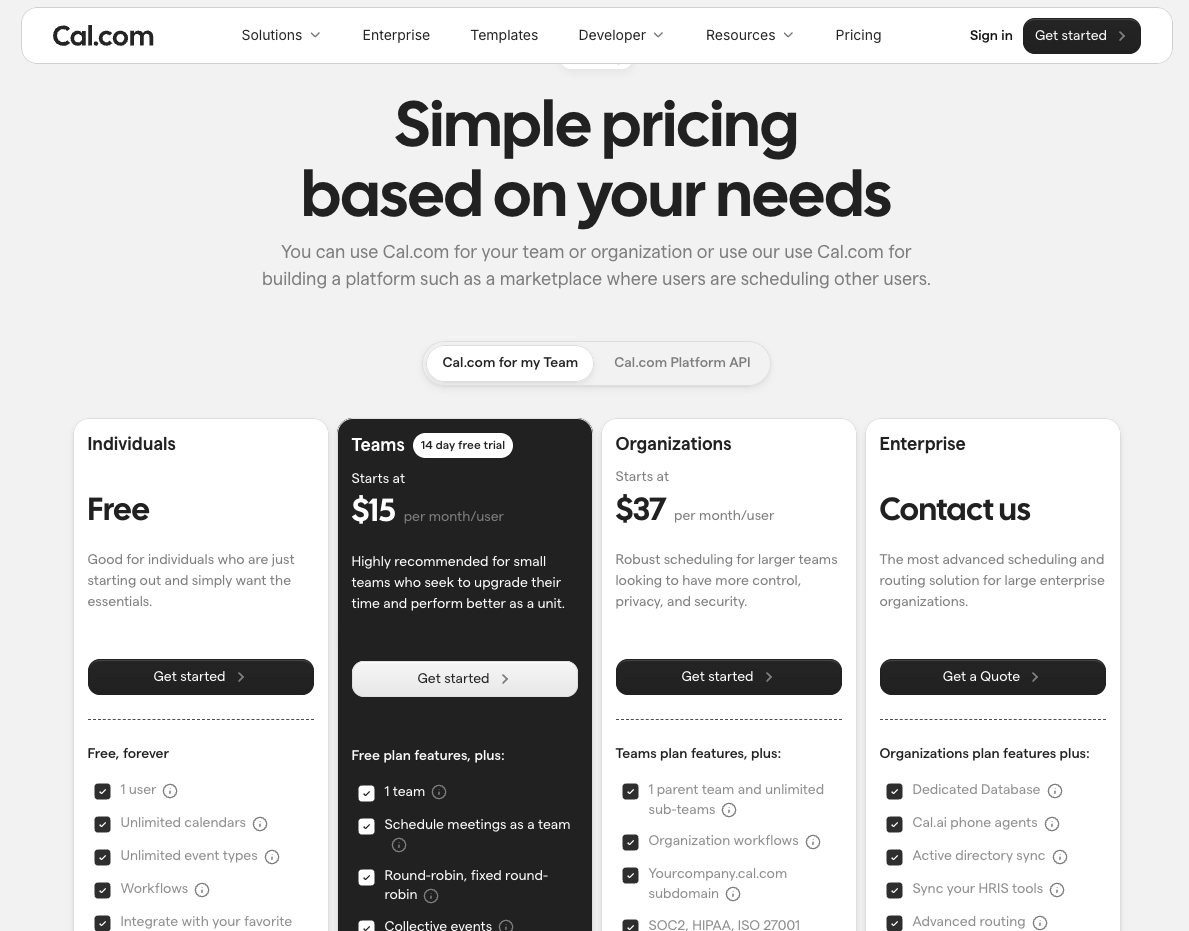 Cal.com
Solutions
Enterprise
Templates
Developer
Resources
Pricing
Sign in
Get started
Simple pricing
based on your needs
You can use Cal.com for your team or organization or use our use Cal.com for
building a platform such as a marketplace where users are scheduling other users.
Cal.com for my Team
Cal.com Platform API
Individuals
Free
Good for individuals who are just
starting out and simply want the
essentials.
Get started
Free, forever
1 user
Unlimited calendars
Unlimited event types
Workflows
Integrate with your favorite
Teams
14 day free trial
Starts at
$15 per month/user
Highly recommended for small
teams who seek to upgrade their
time and perform better as a unit.
Get started
Free plan features, plus:
1 team
Schedule meetings as a team
Round-robin, fixed round-
robin
Collective events
Organizations
Starts at
$37 per month/user
Robust scheduling for larger teams
looking to have more control,
privacy, and security.
Get started
Teams plan features, plus:
1 parent team and unlimited
sub-teams
Organization workflows
Yourcompany.cal.com
subdomain
SOC2, HIPAA, ISO 27001
Enterprise
Contact us
The most advanced scheduling and
routing solution for large enterprise
organizations.
Get a Quote
Organizations plan features plus:
Dedicated Database
Cal.ai phone agents
Active directory sync
Sync your HRIS tools
Advanced routing